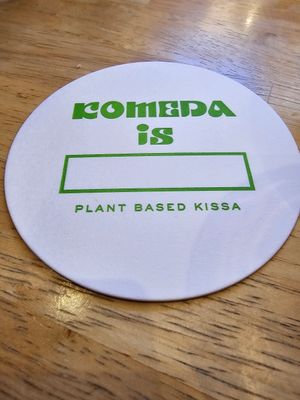 KOMEDA
is
PLANT BASED KISSA